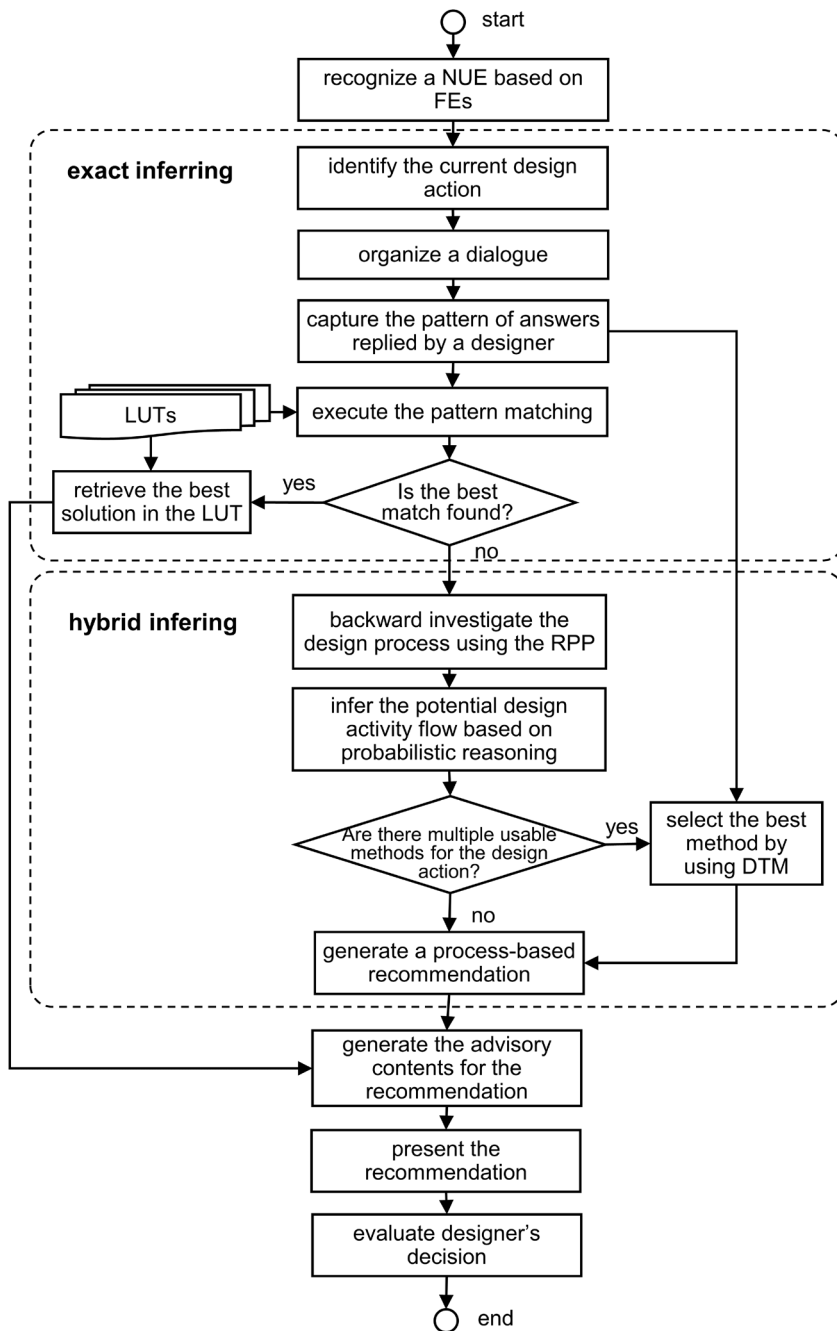 start
recognize a NUE based on
FEs
exact inferring
identify the current design
action
organize a dialogue
capture the pattern of answers
replied by a designer
LUTs
execute the pattern matching
retrieve the best
solution in the LUT
yes
Is the best
match found?
no
hybrid infering
backward investigate the
design process using the RPP
infer the potential design
activity flow based on
probabilistic reasoning
Are there multiple usable
methods for the design
action?
yes
select the best
method by
using DTM
no
generate a process-based
recommendation
generate the advisory
contents for the
recommendation
present the
recommendation
evaluate designer's
decision
end